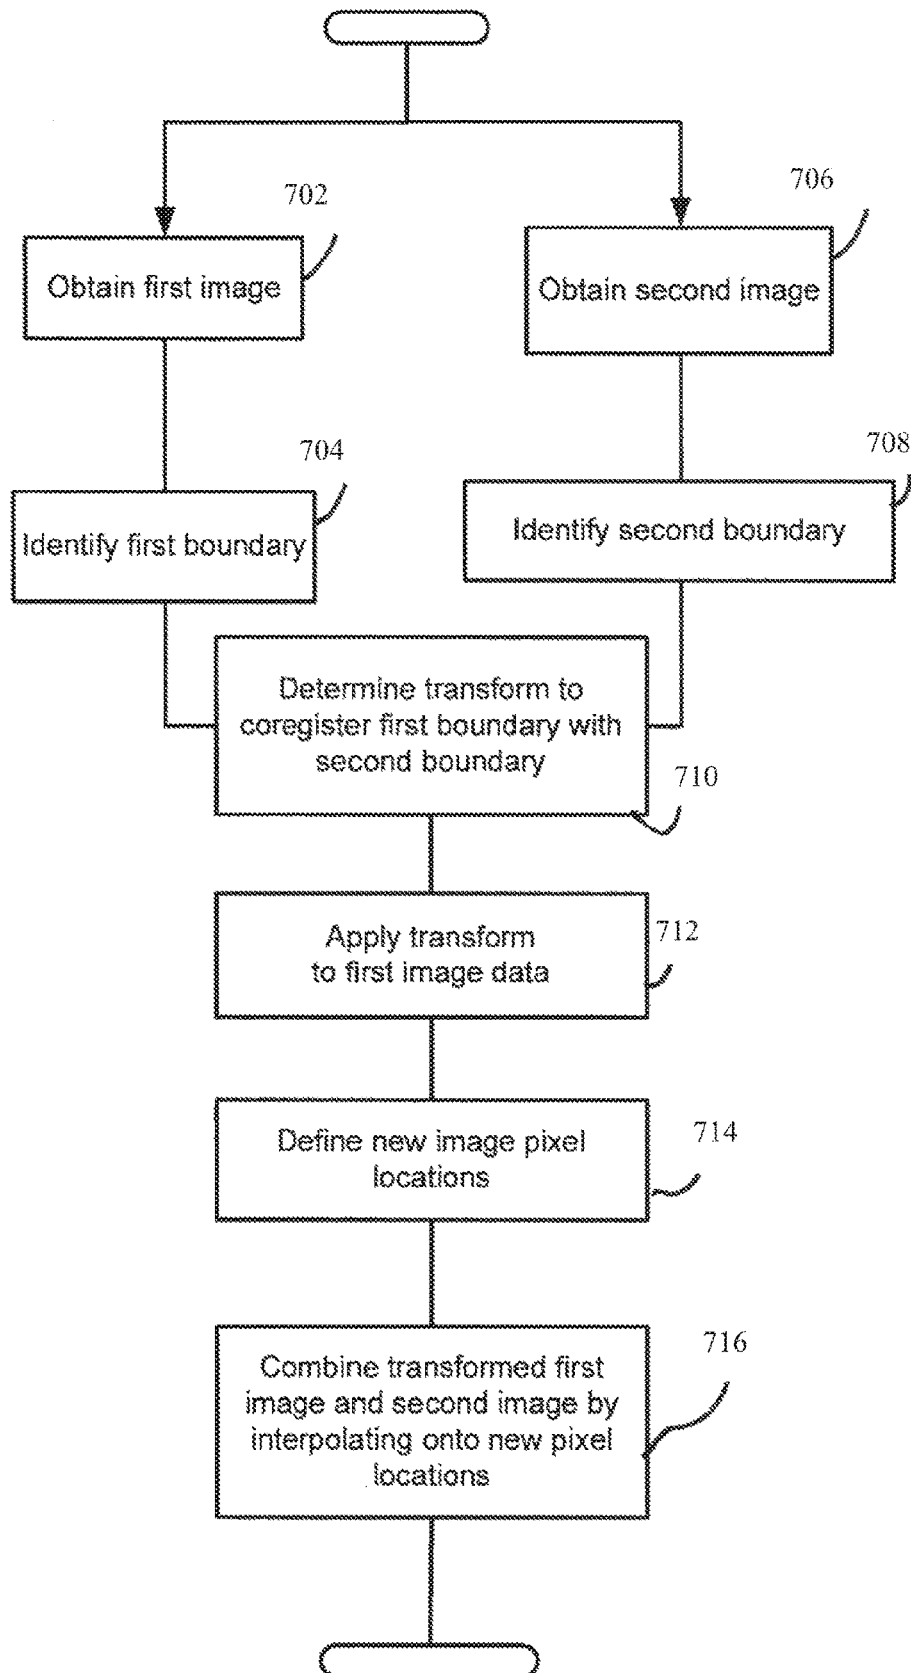 702
706
Obtain first image
Obtain second image
704
708
Identify first boundary
Identify second boundary
Determine transform to
coregister first boundary with
second boundary
710
Apply transform
to first image data
712
Define new image pixel
locations
714
716
Combine transformed first
image and second image by
interpolating onto new pixel
locations